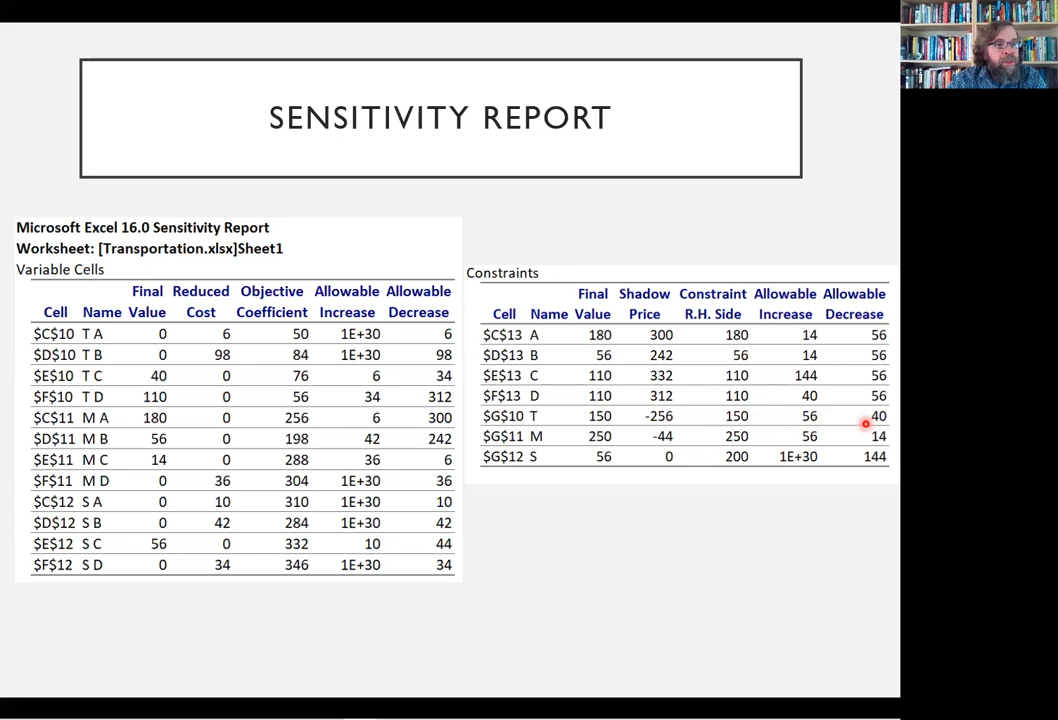 SENSITIVITY REPORT
Microsoft Excel 16.0 Sensitivity Report
Worksheet: [Transportation.xlsx]Sheet1
Variable Cells
Final Reduced Objective Allowable Allowable
Cell Name Value Cost Coefficient Increase Decrease
$C$10 T A 0 6 50 1E+30 6
$D$10 T B 0 98 84 1E+30 98
$E$10 T C 40 0 76 6 34
$F$10 T D 110 0 56 34 312
$C$11 M A 180 0 256 6 300
$D$11 M B 56 0 198 42 242
$E$11 M C 14 0 288 36 6
$F$11 M D 0 36 304 1E+30 36
$C$12 S A 0 10 310 1E+30 10
$D$12 S B 0 42 284 1E+30 42
$E$12 S C 56 0 332 10 44
$F$12 S D 0 34 346 1E+30 34
Constraints
Final Shadow Constraint Allowable Allowable
Cell Name Value Price R.H. Side Increase Decrease
$C$13 A 180 300 180 14 56
$D$13 B 56 242 56 14 56
$E$13 C 110 332 110 144 56
$F$13 D 110 312 110 40 56
$G$10 T 150 -256 150 56 40
$G$11 M 250 -44 250 56 14
$G$12 S 56 0 200 1E+30 144